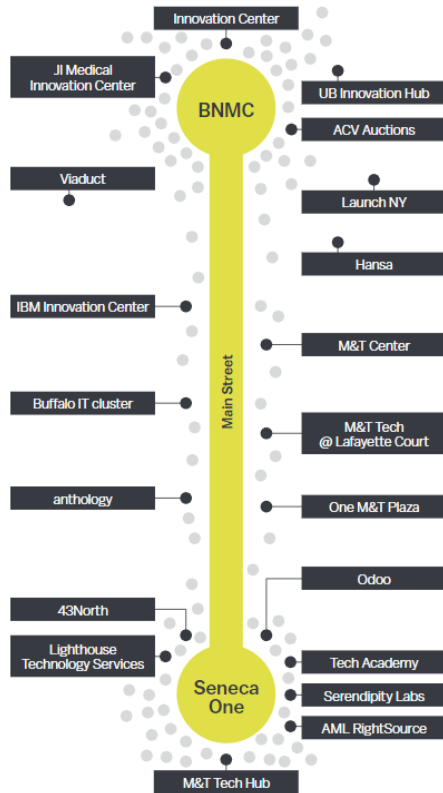 Innovation Center
JI Medical
Innovation Center
BNMC
UB Innovation Hub
ACV Auctions
Viaduct
Launch NY
Hansa
IBM Innovation Center
Main Street
M&T Center
Buffalo IT cluster
M&T Tech
@ Lafayette Court
anthology
One M&T Plaza
Odoo
43North
Lighthouse
Technology Services
Seneca
One
Tech Academy
Serendipity Labs
AML RightSource
M&T Tech Hub